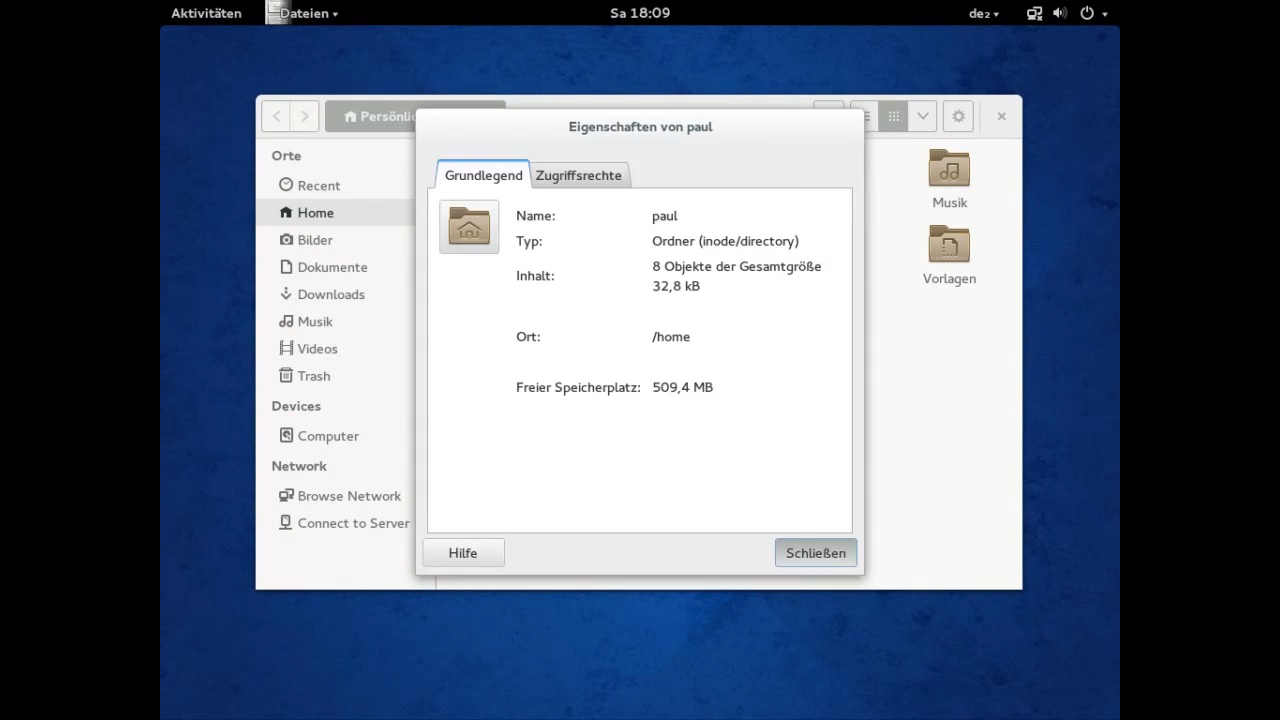 Aktivitäten Dateien Sa 18:09 de2
Eigenschaften von paul
Grundlegend Zugriffsrechte
Name: paul
Typ: Ordner (inode/directory)
Inhalt: 8 Objekte der Gesamtgröße
32,8 kB
Ort: /home
Freier Speicherplatz: 509,4 MB
Hilfe Schließen
Orte
Recent
Home
Bilder
Dokumente
Downloads
Musik
Videos
Trash
Devices
Computer
Network
Browse Network
Connect to Server
Musik
Vorlagen